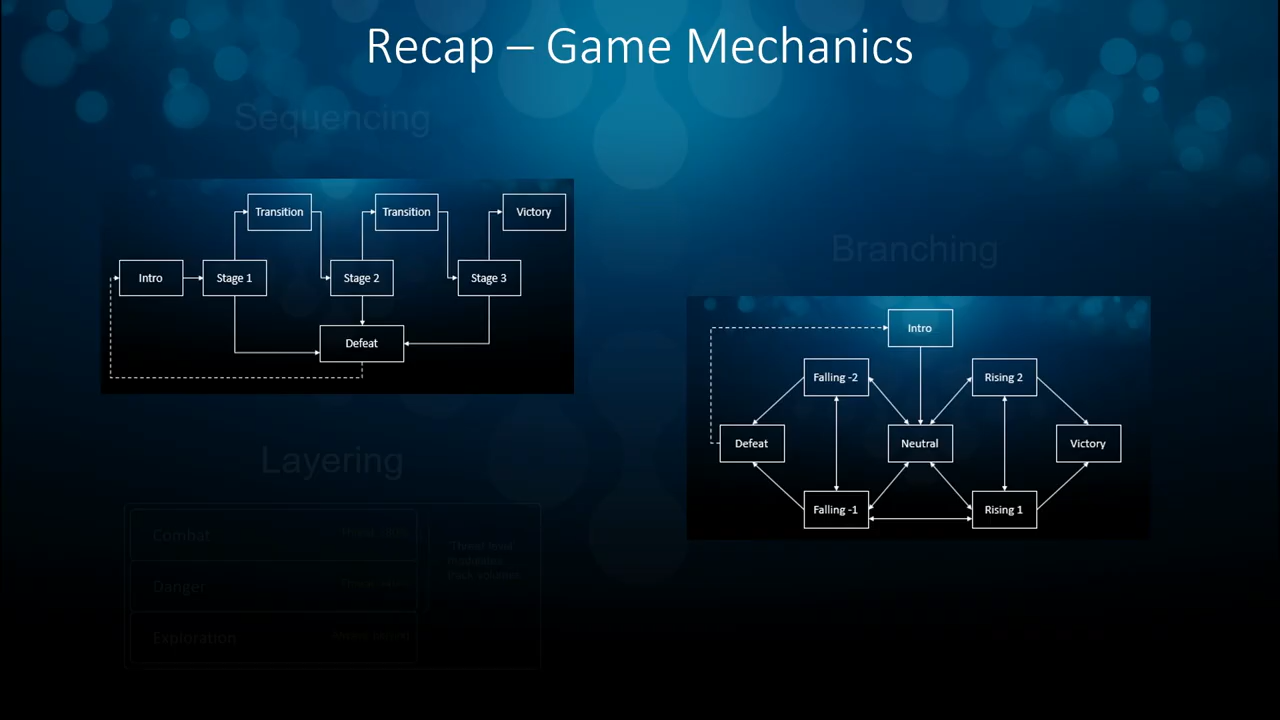 Recap – Game Mechanics
Sequencing
Transition
Transition
Victory
Intro
Stage 1
Stage 2
Stage 3
Defeat
Branching
Intro
Falling -2
Rising 2
Defeat
Neutral
Victory
Falling -1
Rising 1
Layering
Combat
Danger
Exploration